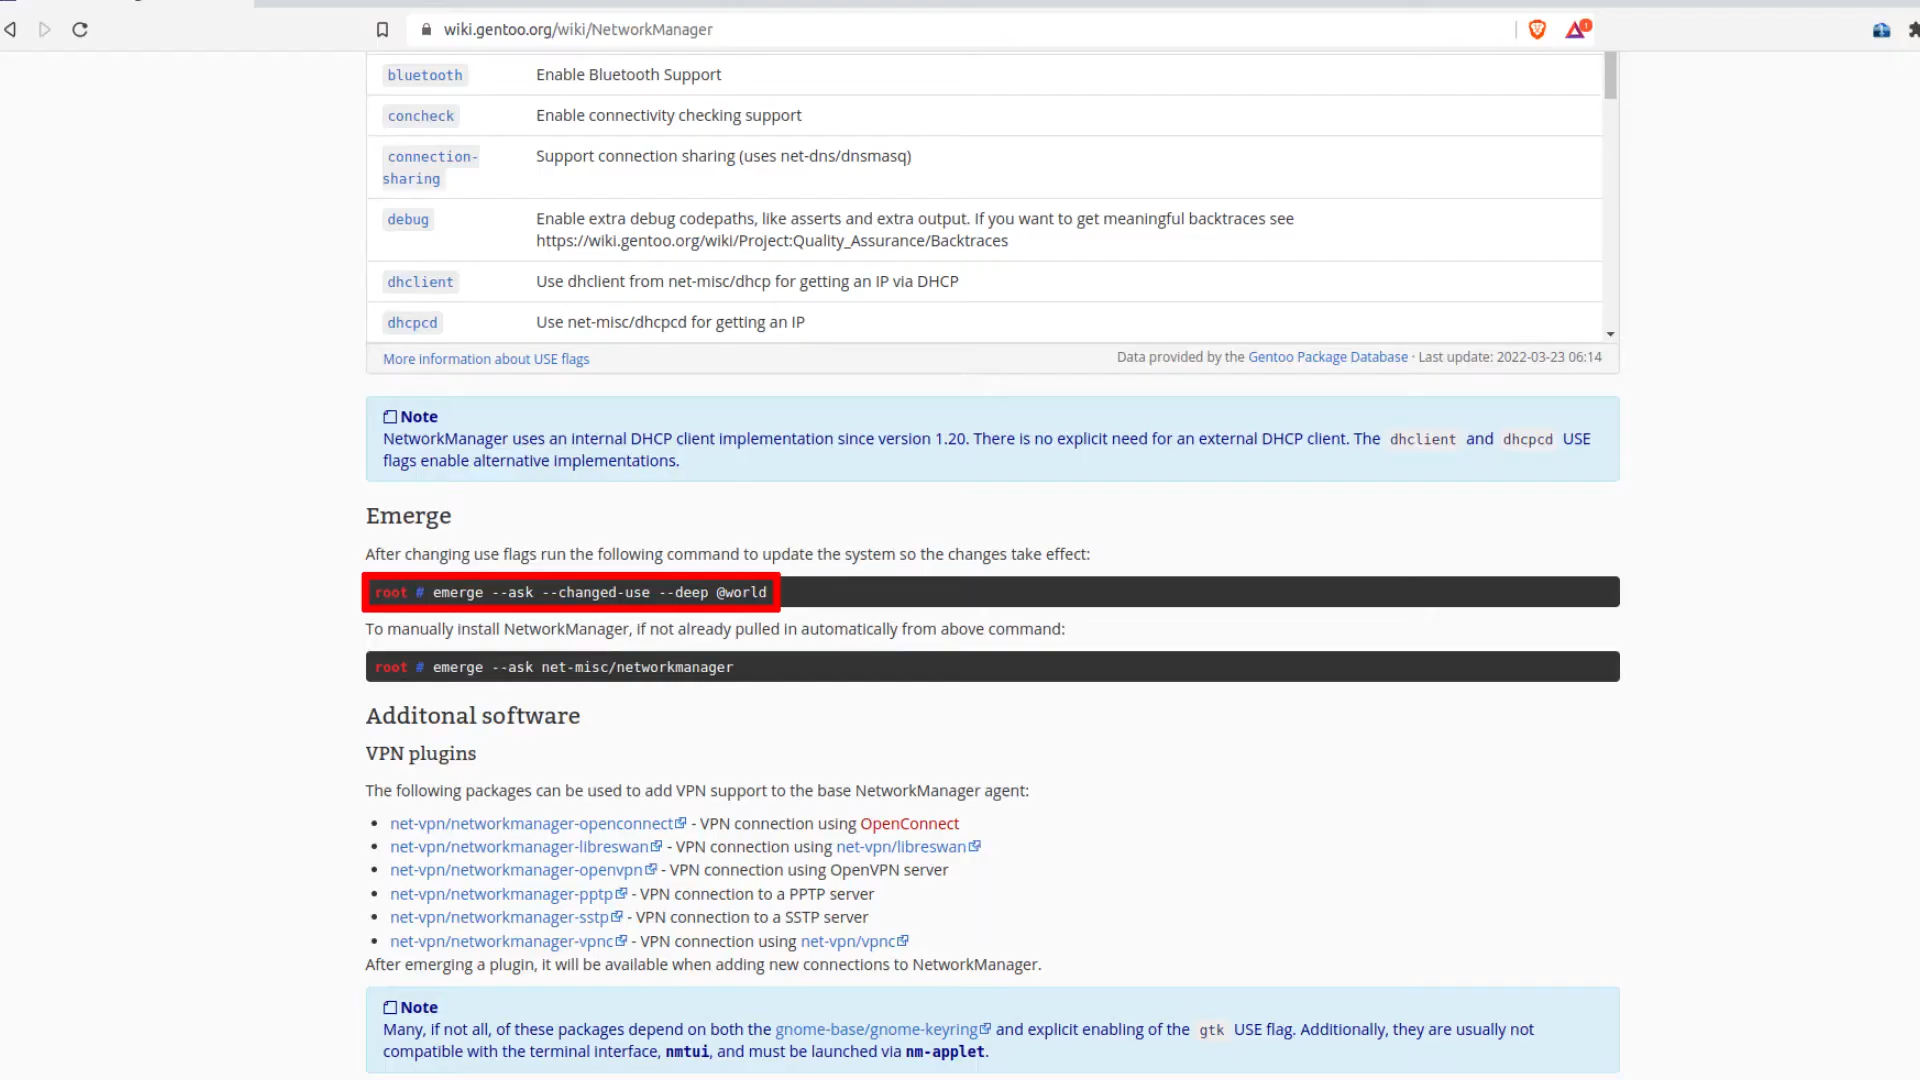 wiki.gentoo.org/wiki/NetworkManager
1
bluetooth Enable Bluetooth Support
concheck Enable connectivity checking support
connection- Support connection sharing (uses net-dns/dnsmasq)
sharing
debug Enable extra debug codepaths, like asserts and extra output. If you want to get meaningful backtraces see
https://wiki.gentoo.org/wiki/Project:Quality_Assurance/Backtraces
dhclient Use dhclient from net-misc/dhcp for getting an IP via DHCP
dhcpcd Use net-misc/dhcpcd for getting an IP
More information about USE flags Data provided by the Gentoo Package Database · Last update: 2022-03-23 06:14
Note
NetworkManager uses an internal DHCP client implementation since version 1.20. There is no explicit need for an external DHCP client. The dhclient and dhcpcd USE
flags enable alternative implementations.
Emerge
After changing use flags run the following command to update the system so the changes take effect:
root # emerge --ask --changed-use --deep @world
To manually install NetworkManager, if not already pulled in automatically from above command:
root # emerge --ask net-misc/networkmanager
Additonal software
VPN plugins
The following packages can be used to add VPN support to the base NetworkManager agent:
• net-vpn/networkmanager-openconnect - VPN connection using OpenConnect
• net-vpn/networkmanager-libreswan - VPN connection using net-vpn/libreswan
• net-vpn/networkmanager-openvpn - VPN connection using OpenVPN server
• net-vpn/networkmanager-pptp - VPN connection to a PPTP server
• net-vpn/networkmanager-sstp - VPN connection to a SSTP server
• net-vpn/networkmanager-vpnc - VPN connection using net-vpn/vpnc
After emerging a plugin, it will be available when adding new connections to NetworkManager.
Note
Many, if not all, of these packages depend on both the gnome-base/gnome-keyring and explicit enabling of the gtk USE flag. Additionally, they are usually not
compatible with the terminal interface, nmtui, and must be launched via nm-applet.